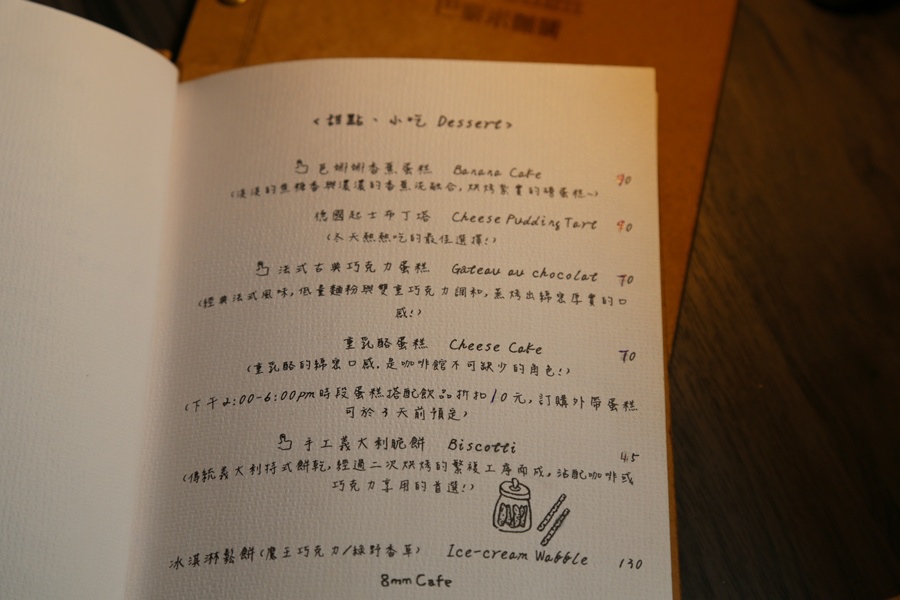 <甜點、小吃 Dessert>
芭娜娜香蕉蛋糕 Banana Cake 90
(淡淡的焦糖香與濃濃的香蕉泥融合,烘烤紮實的磅蛋糕~)
德國起士布丁塔 Cheese Pudding Tart 90
(冬天熱熱吃的最佳選擇!)
法式古典巧克力蛋糕 Gateau au chocolat 70
(經典法式風味,低量麵粉與雙重巧克力調和,蒸烤出綿密厚實的口
感!)
重乳酪蛋糕 Cheese Cake 70
(重乳酪的綿密口感,是咖啡館不可缺少的角色!)
(下午2:00-6:00pm時段蛋糕搭配飲品折扣10元,訂購外帶蛋糕
可於3天前預定)
手工義大利脆餅 Biscotti 45
(傳統義大利持式餅乾,經過二次烘烤的繁複工序而成,沾配咖啡或
巧克力享用的首選!)
冰淇淋鬆餅(魔王巧克力/綠野香草) Ice-cream Wabble 130
8mm Cafe